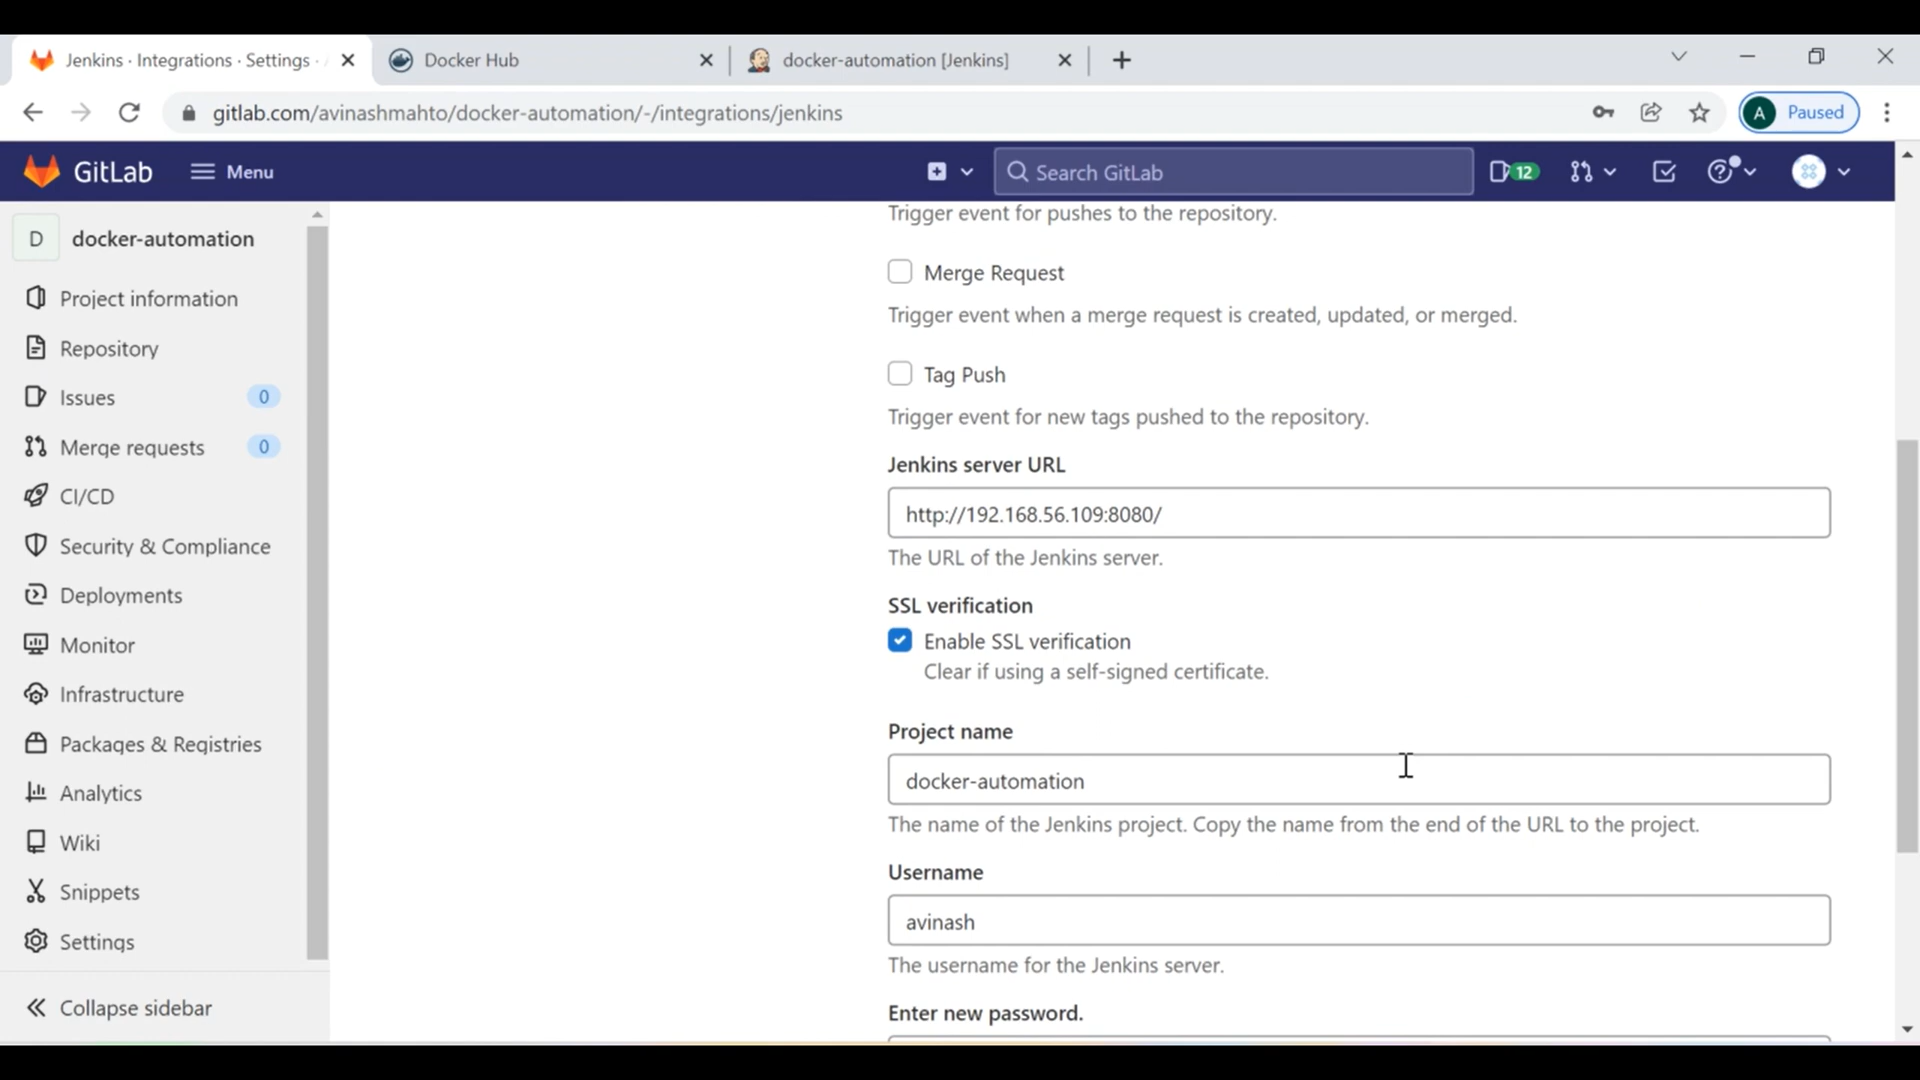 Jenkins · Integrations · Settings ·
Docker Hub
docker-automation [Jenkins]
gitlab.com/avinashmahto/docker-automation/-/integrations/jenkins
A
Paused
GitLab
Menu
Search GitLab
12
D
docker-automation
Project information
Repository
Issues
0
Merge requests
0
CI/CD
Security & Compliance
Deployments
Monitor
Infrastructure
Packages & Registries
Analytics
Wiki
Snippets
Settings
Collapse sidebar
Trigger event for pushes to the repository.
Merge Request
Trigger event when a merge request is created, updated, or merged.
Tag Push
Trigger event for new tags pushed to the repository.
Jenkins server URL
http://192.168.56.109:8080/
The URL of the Jenkins server.
SSL verification
Enable SSL verification
Clear if using a self-signed certificate.
Project name
docker-automation
The name of the Jenkins project. Copy the name from the end of the URL to the project.
Username
avinash
The username for the Jenkins server.
Enter new password.